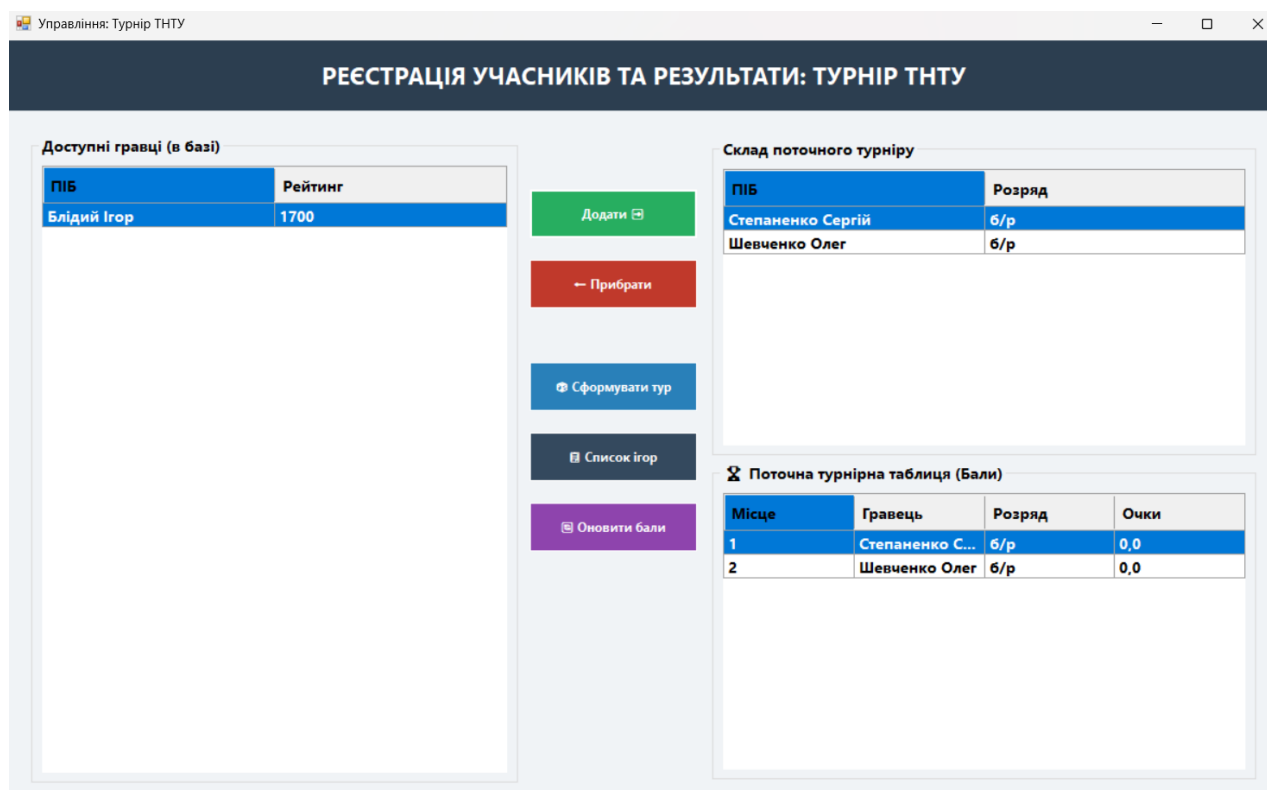 Управління: Турнір ТНТУ
РЕЄСТРАЦІЯ УЧАСНИКІВ ТА РЕЗУЛЬТАТИ: ТУРНІР ТНТУ
Доступні гравці (в базі)
ПІБ Рейтинг
Блідий Ігор 1700
Додати
← Прибрати
Сформувати тур
Список ігор
Оновити бали
Склад поточного турніру
ПІБ Розряд
Степаненко Сергій б/р
Шевченко Олег б/р
Поточна турнірна таблиця (Бали)
Місце Гравець Розряд Очки
1 Степаненко С... б/р 0,0
2 Шевченко Олег б/р 0,0